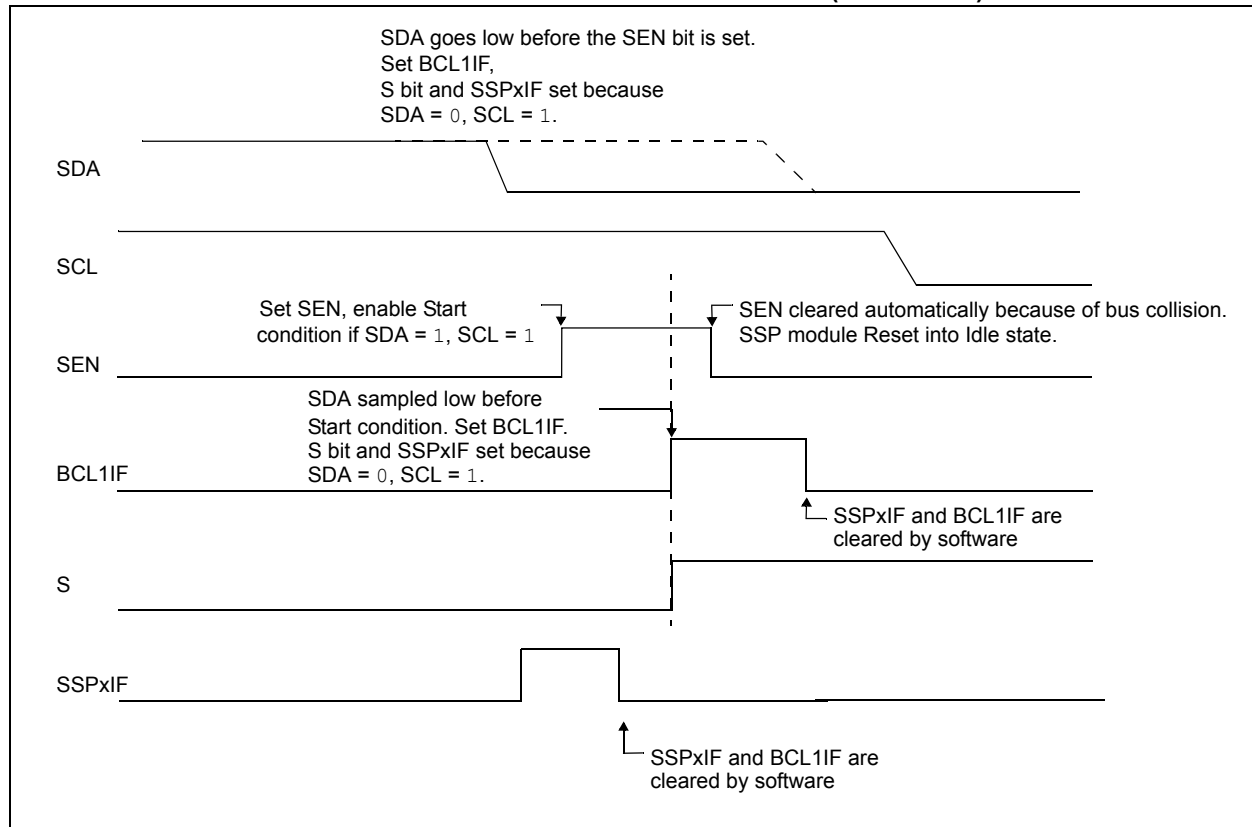 SDA goes low before the SEN bit is set.
Set BCL1IF,
S bit and SSPxIF set because
SDA = 0, SCL = 1.
SDA
SCL
Set SEN, enable Start
condition if SDA = 1, SCL = 1
SEN cleared automatically because of bus collision.
SSP module Reset into Idle state.
SEN
SDA sampled low before
Start condition. Set BCL1IF.
S bit and SSPxIF set because
SDA = 0, SCL = 1.
BCL1IF
SSPxIF and BCL1IF are
cleared by software
S
SSPxIF
SSPxIF and BCL1IF are
cleared by software